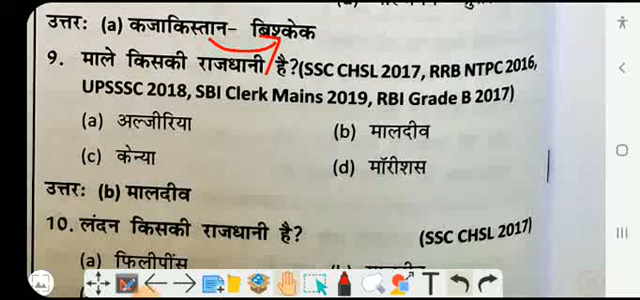 उत्तरः (a) कजाकिस्तान- बिश्केक
9. माले किसकी राजधानी है?(SSC CHSL 2017, RRB NTPC 2016,
UPSSSC 2018, SBI Clerk Mains 2019, RBI Grade B 2017)
(a) अल्जीरिया (b) मालदीव
(c) केन्या (d) मॉरीशस
उत्तरः (b) मालदीव
10. लंदन किसकी राजधानी है? (SSC CHSL 2017)
(a) फिलीपींस
T